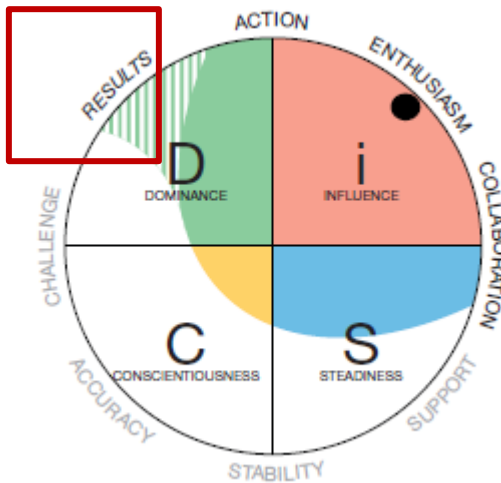 ACTION
RESULTS
ENTHUSIASM
D
DOMINANCE
i
INFLUENCE
CHALLENGE
COLLABORATION
C
CONSCIENTIOUSNESS
S
STEADINESS
ACCURACY
SUPPORT
STABILITY